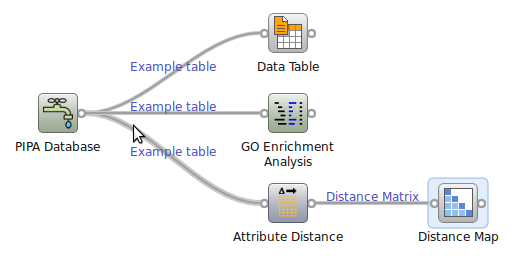 Example table
Data Table
Example table
PIPA Database
GO Enrichment
Analysis
Example table
Distance Matrix
Attribute Distance
Distance Map